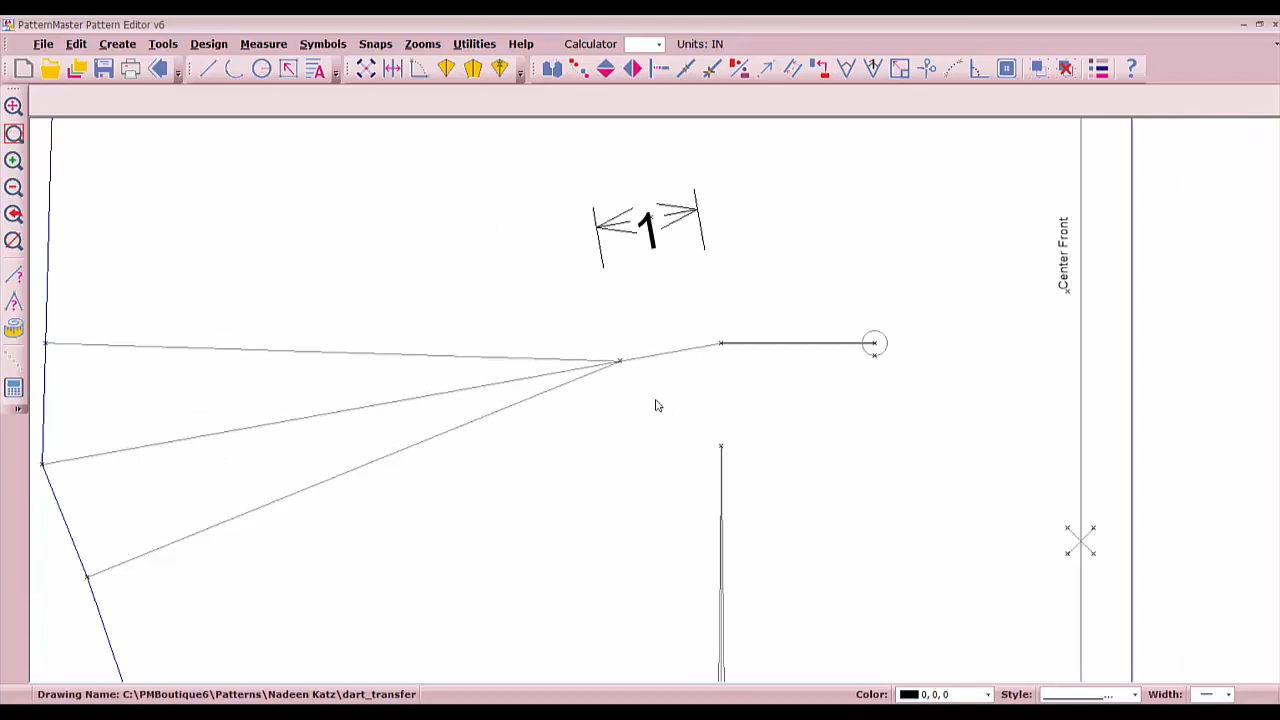 PatternMaster Pattern Editor v6
File Edit Create Tools Design Measure Symbols Snaps Zooms Utilities Help Calculator Units: IN
1
Center Front
Drawing Name: C:\PMBoutique6\Patterns\Nadeen Katz\dart_transfer Color: 0, 0, 0 Style: ... Width: